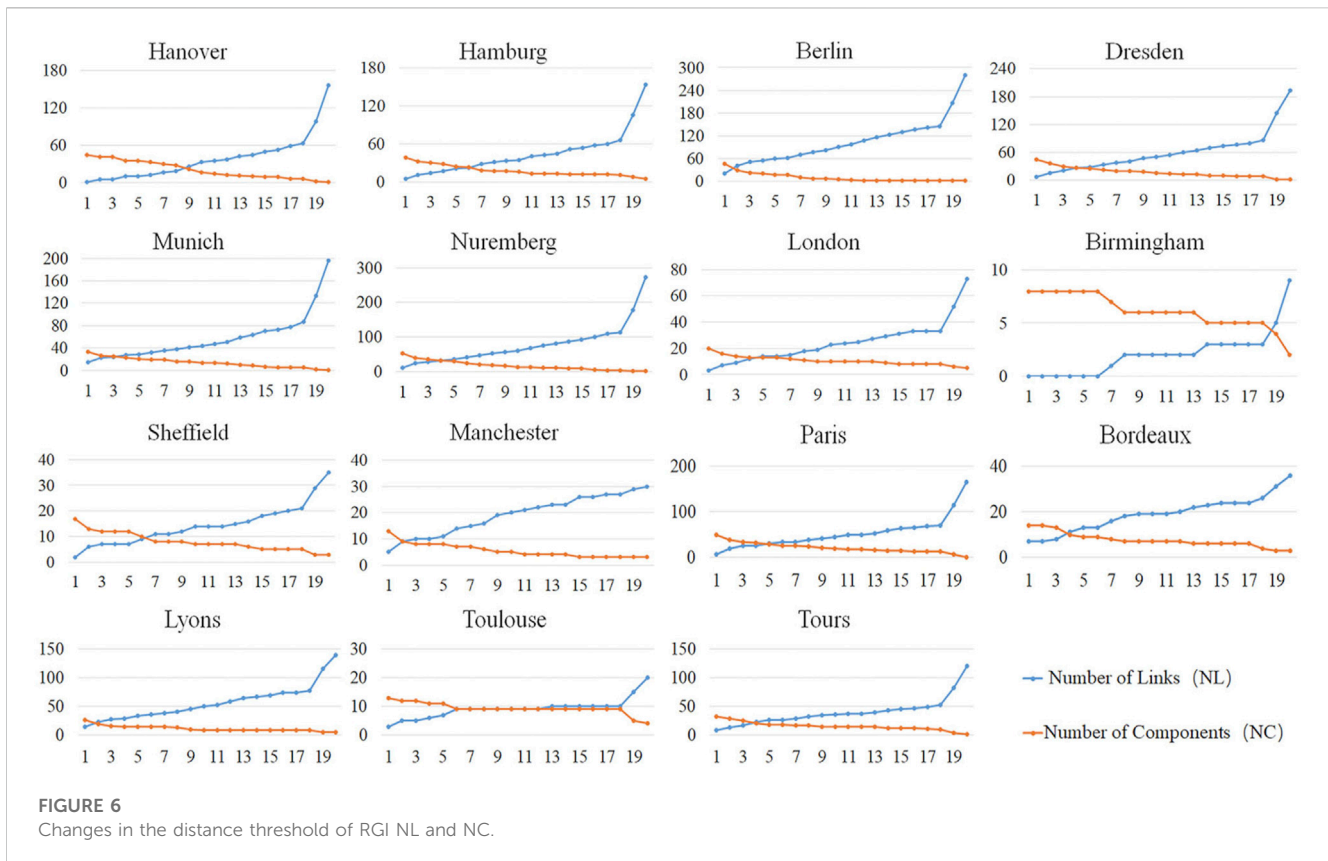 Hanover
180
120
60
0
1 3 5 7 9 11 13 15 17 19
Hamburg
180
120
60
0
1 3 5 7 9 11 13 15 17 19
Berlin
300
240
180
120
60
0
1 3 5 7 9 11 13 15 17 19
Dresden
240
180
120
60
0
1 3 5 7 9 11 13 15 17 19
Munich
200
160
120
80
40
0
1 3 5 7 9 11 13 15 17 19
Nuremberg
300
200
100
0
1 3 5 7 9 11 13 15 17 19
London
80
60
40
20
0
1 3 5 7 9 11 13 15 17 19
Birmingham
10
5
0
1 3 5 7 9 11 13 15 17 19
Sheffield
40
30
20
10
0
1 3 5 7 9 11 13 15 17 19
Manchester
40
30
20
10
0
1 3 5 7 9 11 13 15 17 19
Paris
200
100
50
0
1 3 5 7 9 11 13 15 17 19
Bordeaux
40
20
0
1 3 5 7 9 11 13 15 17 19
Lyons
150
100
50
0
1 3 5 7 9 11 13 15 17 19
Toulouse
30
20
10
0
1 3 5 7 9 11 13 15 17 19
Tours
150
100
50
0
1 3 5 7 9 11 13 15 17 19
Number of Links (NL)
Number of Components (NC)
FIGURE 6
Changes in the distance threshold of RGI NL and NC.